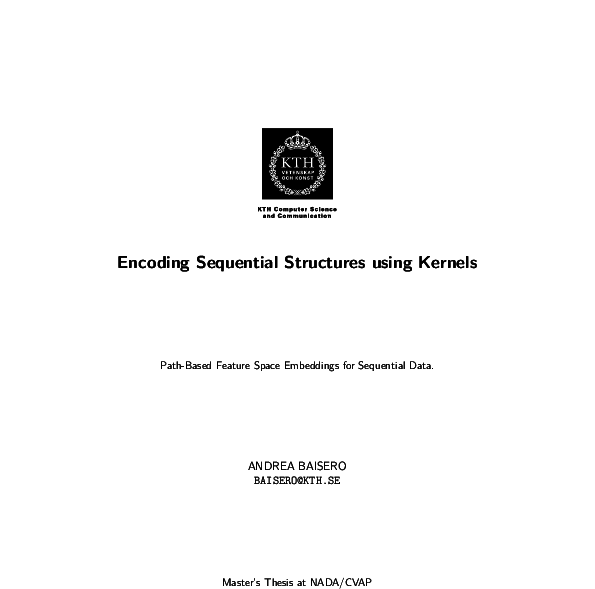 KTH
VETENSKAP
OCH KONST
KTH Computer Science
and Communication
Encoding Sequential Structures using Kernels
Path-Based Feature Space Embeddings for Sequential Data.
ANDREA BAISERO
BAISERO@KTH.SE
Master's Thesis at NADA/CVAP